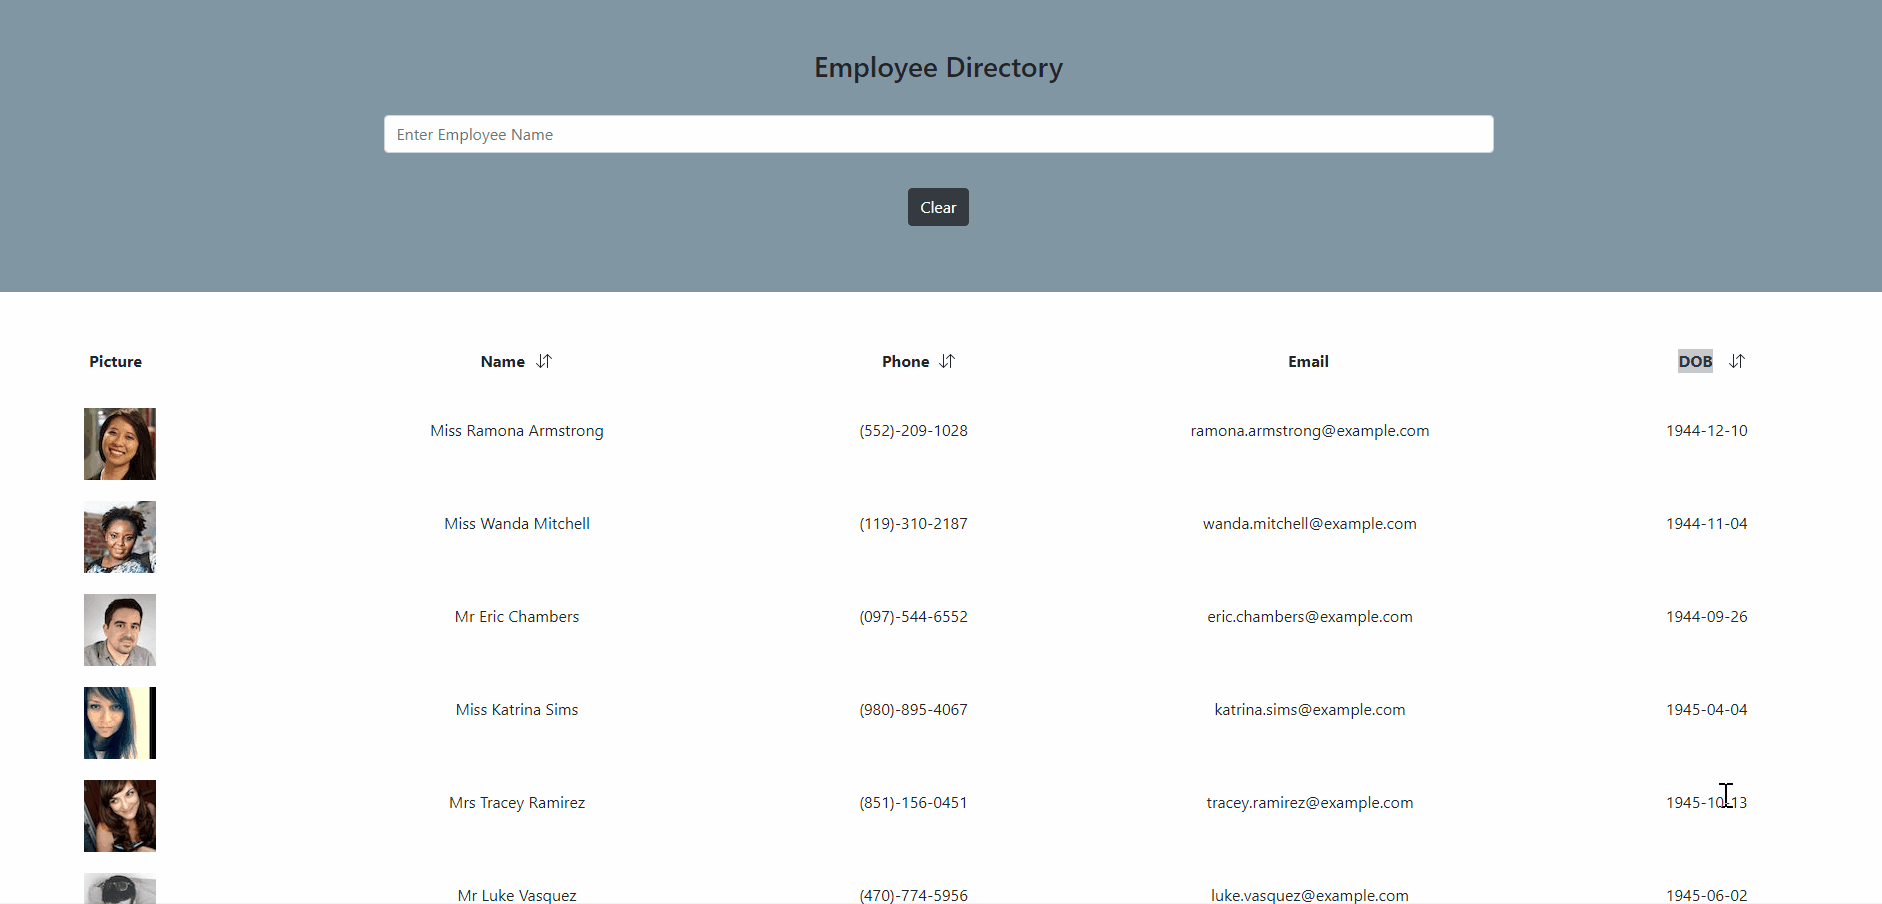 Employee Directory
Enter Employee Name
Clear
Picture Name Phone Email DOB
Miss Ramona Armstrong (552)-209-1028 ramona.armstrong@example.com 1944-12-10
Miss Wanda Mitchell (119)-310-2187 wanda.mitchell@example.com 1944-11-04
Mr Eric Chambers (097)-544-6552 eric.chambers@example.com 1944-09-26
Miss Katrina Sims (980)-895-4067 katrina.sims@example.com 1945-04-04
Mrs Tracey Ramirez (851)-156-0451 tracey.ramirez@example.com 1945-10-13
Mr Luke Vasquez (470)-774-5956 luke.vasquez@example.com 1945-06-02